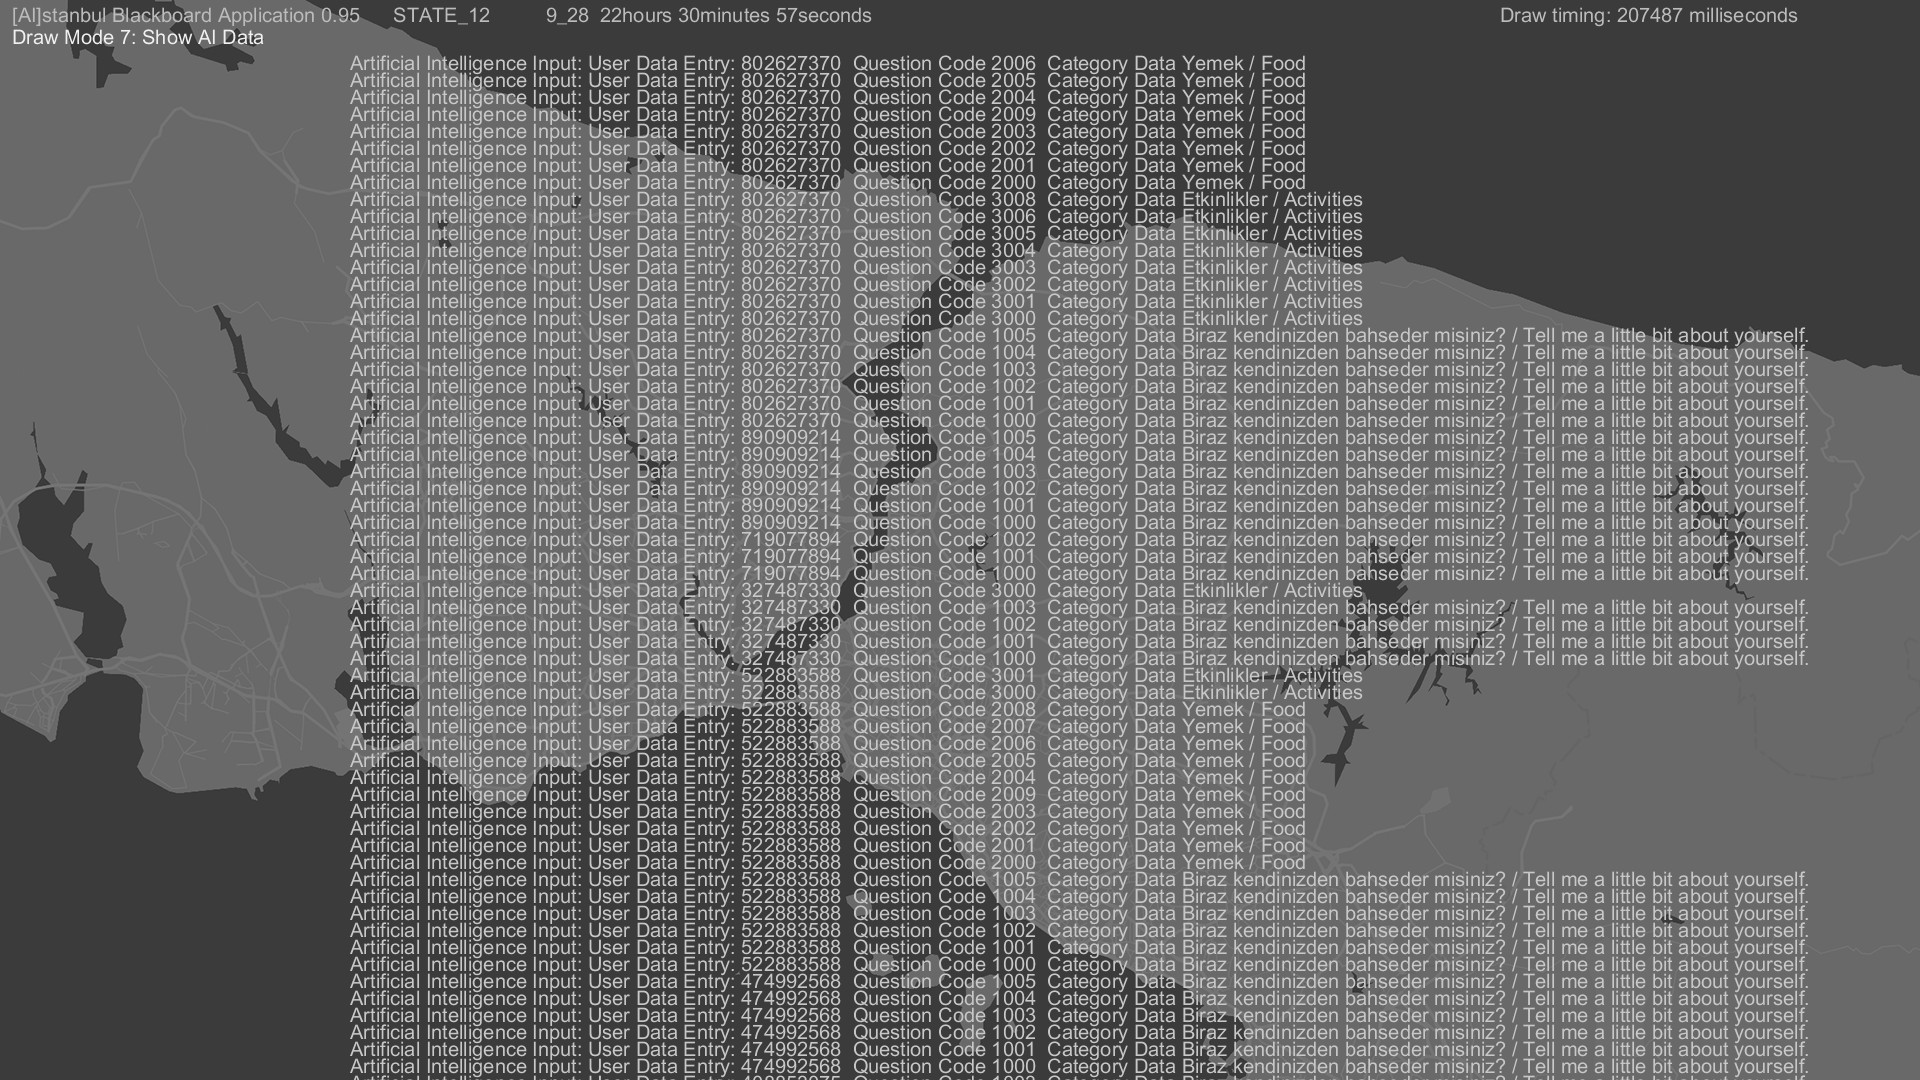 [AI]stanbul Blackboard Application 0.95 STATE_12 9_28 22hours 30minutes 57seconds Draw timing: 207487 milliseconds
Draw Mode 7: Show AI Data
Artificial Intelligence Input: User Data Entry: 802627370 Question Code 2006 Category Data Yemek / Food
Artificial Intelligence Input: User Data Entry: 802627370 Question Code 2005 Category Data Yemek / Food
Artificial Intelligence Input: User Data Entry: 802627370 Question Code 2004 Category Data Yemek / Food
Artificial Intelligence Input: User Data Entry: 802627370 Question Code 2009 Category Data Yemek / Food
Artificial Intelligence Input: User Data Entry: 802627370 Question Code 2003 Category Data Yemek / Food
Artificial Intelligence Input: User Data Entry: 802627370 Question Code 2002 Category Data Yemek / Food
Artificial Intelligence Input: User Data Entry: 802627370 Question Code 2001 Category Data Yemek / Food
Artificial Intelligence Input: User Data Entry: 802627370 Question Code 2000 Category Data Yemek / Food
Artificial Intelligence Input: User Data Entry: 802627370 Question Code 3008 Category Data Etkinlikler / Activities
Artificial Intelligence Input: User Data Entry: 802627370 Question Code 3006 Category Data Etkinlikler / Activities
Artificial Intelligence Input: User Data Entry: 802627370 Question Code 3005 Category Data Etkinlikler / Activities
Artificial Intelligence Input: User Data Entry: 802627370 Question Code 3004 Category Data Etkinlikler / Activities
Artificial Intelligence Input: User Data Entry: 802627370 Question Code 3003 Category Data Etkinlikler / Activities
Artificial Intelligence Input: User Data Entry: 802627370 Question Code 3002 Category Data Etkinlikler / Activities
Artificial Intelligence Input: User Data Entry: 802627370 Question Code 3001 Category Data Etkinlikler / Activities
Artificial Intelligence Input: User Data Entry: 802627370 Question Code 3000 Category Data Etkinlikler / Activities
Artificial Intelligence Input: User Data Entry: 802627370 Question Code 1005 Category Data Biraz kendinizden bahseder misiniz? / Tell me a little bit about yourself.
Artificial Intelligence Input: User Data Entry: 802627370 Question Code 1004 Category Data Biraz kendinizden bahseder misiniz? / Tell me a little bit about yourself.
Artificial Intelligence Input: User Data Entry: 802627370 Question Code 1003 Category Data Biraz kendinizden bahseder misiniz? / Tell me a little bit about yourself.
Artificial Intelligence Input: User Data Entry: 802627370 Question Code 1002 Category Data Biraz kendinizden bahseder misiniz? / Tell me a little bit about yourself.
Artificial Intelligence Input: User Data Entry: 802627370 Question Code 1001 Category Data Biraz kendinizden bahseder misiniz? / Tell me a little bit about yourself.
Artificial Intelligence Input: User Data Entry: 802627370 Question Code 1000 Category Data Biraz kendinizden bahseder misiniz? / Tell me a little bit about yourself.
Artificial Intelligence Input: User Data Entry: 890909214 Question Code 1005 Category Data Biraz kendinizden bahseder misiniz? / Tell me a little bit about yourself.
Artificial Intelligence Input: User Data Entry: 890909214 Question Code 1004 Category Data Biraz kendinizden bahseder misiniz? / Tell me a little bit about yourself.
Artificial Intelligence Input: User Data Entry: 890909214 Question Code 1003 Category Data Biraz kendinizden bahseder misiniz? / Tell me a little bit about yourself.
Artificial Intelligence Input: User Data Entry: 890909214 Question Code 1002 Category Data Biraz kendinizden bahseder misiniz? / Tell me a little bit about yourself.
Artificial Intelligence Input: User Data Entry: 890909214 Question Code 1001 Category Data Biraz kendinizden bahseder misiniz? / Tell me a little bit about yourself.
Artificial Intelligence Input: User Data Entry: 890909214 Question Code 1000 Category Data Biraz kendinizden bahseder misiniz? / Tell me a little bit about yourself.
Artificial Intelligence Input: User Data Entry: 719077894 Question Code 1002 Category Data Biraz kendinizden bahseder misiniz? / Tell me a little bit about yourself.
Artificial Intelligence Input: User Data Entry: 719077894 Question Code 1001 Category Data Biraz kendinizden bahseder misiniz? / Tell me a little bit about yourself.
Artificial Intelligence Input: User Data Entry: 719077894 Question Code 1000 Category Data Biraz kendinizden bahseder misiniz? / Tell me a little bit about yourself.
Artificial Intelligence Input: User Data Entry: 327487330 Question Code 3000 Category Data Etkinlikler / Activities
Artificial Intelligence Input: User Data Entry: 327487330 Question Code 1003 Category Data Biraz kendinizden bahseder misiniz? / Tell me a little bit about yourself.
Artificial Intelligence Input: User Data Entry: 327487330 Question Code 1002 Category Data Biraz kendinizden bahseder misiniz? / Tell me a little bit about yourself.
Artificial Intelligence Input: User Data Entry: 327487330 Question Code 1001 Category Data Biraz kendinizden bahseder misiniz? / Tell me a little bit about yourself.
Artificial Intelligence Input: User Data Entry: 327487330 Question Code 1000 Category Data Biraz kendinizden bahseder misiniz? / Tell me a little bit about yourself.
Artificial Intelligence Input: User Data Entry: 522883588 Question Code 3001 Category Data Etkinlikler / Activities
Artificial Intelligence Input: User Data Entry: 522883588 Question Code 3000 Category Data Etkinlikler / Activities
Artificial Intelligence Input: User Data Entry: 522883588 Question Code 2008 Category Data Yemek / Food
Artificial Intelligence Input: User Data Entry: 522883588 Question Code 2007 Category Data Yemek / Food
Artificial Intelligence Input: User Data Entry: 522883588 Question Code 2006 Category Data Yemek / Food
Artificial Intelligence Input: User Data Entry: 522883588 Question Code 2005 Category Data Yemek / Food
Artificial Intelligence Input: User Data Entry: 522883588 Question Code 2004 Category Data Yemek / Food
Artificial Intelligence Input: User Data Entry: 522883588 Question Code 2009 Category Data Yemek / Food
Artificial Intelligence Input: User Data Entry: 522883588 Question Code 2003 Category Data Yemek / Food
Artificial Intelligence Input: User Data Entry: 522883588 Question Code 2002 Category Data Yemek / Food
Artificial Intelligence Input: User Data Entry: 522883588 Question Code 2001 Category Data Yemek / Food
Artificial Intelligence Input: User Data Entry: 522883588 Question Code 2000 Category Data Yemek / Food
Artificial Intelligence Input: User Data Entry: 522883588 Question Code 1005 Category Data Biraz kendinizden bahseder misiniz? / Tell me a little bit about yourself.
Artificial Intelligence Input: User Data Entry: 522883588 Question Code 1004 Category Data Biraz kendinizden bahseder misiniz? / Tell me a little bit about yourself.
Artificial Intelligence Input: User Data Entry: 522883588 Question Code 1003 Category Data Biraz kendinizden bahseder misiniz? / Tell me a little bit about yourself.
Artificial Intelligence Input: User Data Entry: 522883588 Question Code 1002 Category Data Biraz kendinizden bahseder misiniz? / Tell me a little bit about yourself.
Artificial Intelligence Input: User Data Entry: 522883588 Question Code 1001 Category Data Biraz kendinizden bahseder misiniz? / Tell me a little bit about yourself.
Artificial Intelligence Input: User Data Entry: 522883588 Question Code 1000 Category Data Biraz kendinizden bahseder misiniz? / Tell me a little bit about yourself.
Artificial Intelligence Input: User Data Entry: 474992568 Question Code 1005 Category Data Biraz kendinizden bahseder misiniz? / Tell me a little bit about yourself.
Artificial Intelligence Input: User Data Entry: 474992568 Question Code 1004 Category Data Biraz kendinizden bahseder misiniz? / Tell me a little bit about yourself.
Artificial Intelligence Input: User Data Entry: 474992568 Question Code 1003 Category Data Biraz kendinizden bahseder misiniz? / Tell me a little bit about yourself.
Artificial Intelligence Input: User Data Entry: 474992568 Question Code 1002 Category Data Biraz kendinizden bahseder misiniz? / Tell me a little bit about yourself.
Artificial Intelligence Input: User Data Entry: 474992568 Question Code 1001 Category Data Biraz kendinizden bahseder misiniz? / Tell me a little bit about yourself.
Artificial Intelligence Input: User Data Entry: 474992568 Question Code 1000 Category Data Biraz kendinizden bahseder misiniz? / Tell me a little bit about yourself.